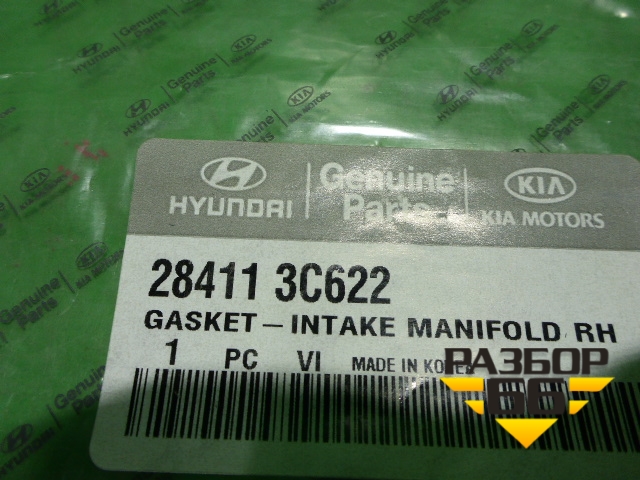 HYUNDAI Genuine Parts KIA MOTORS
28411 3C622
GASKET - INTAKE MANIFOLD RH
1 PC VI MADE IN KOREA
РАЗБОР
66